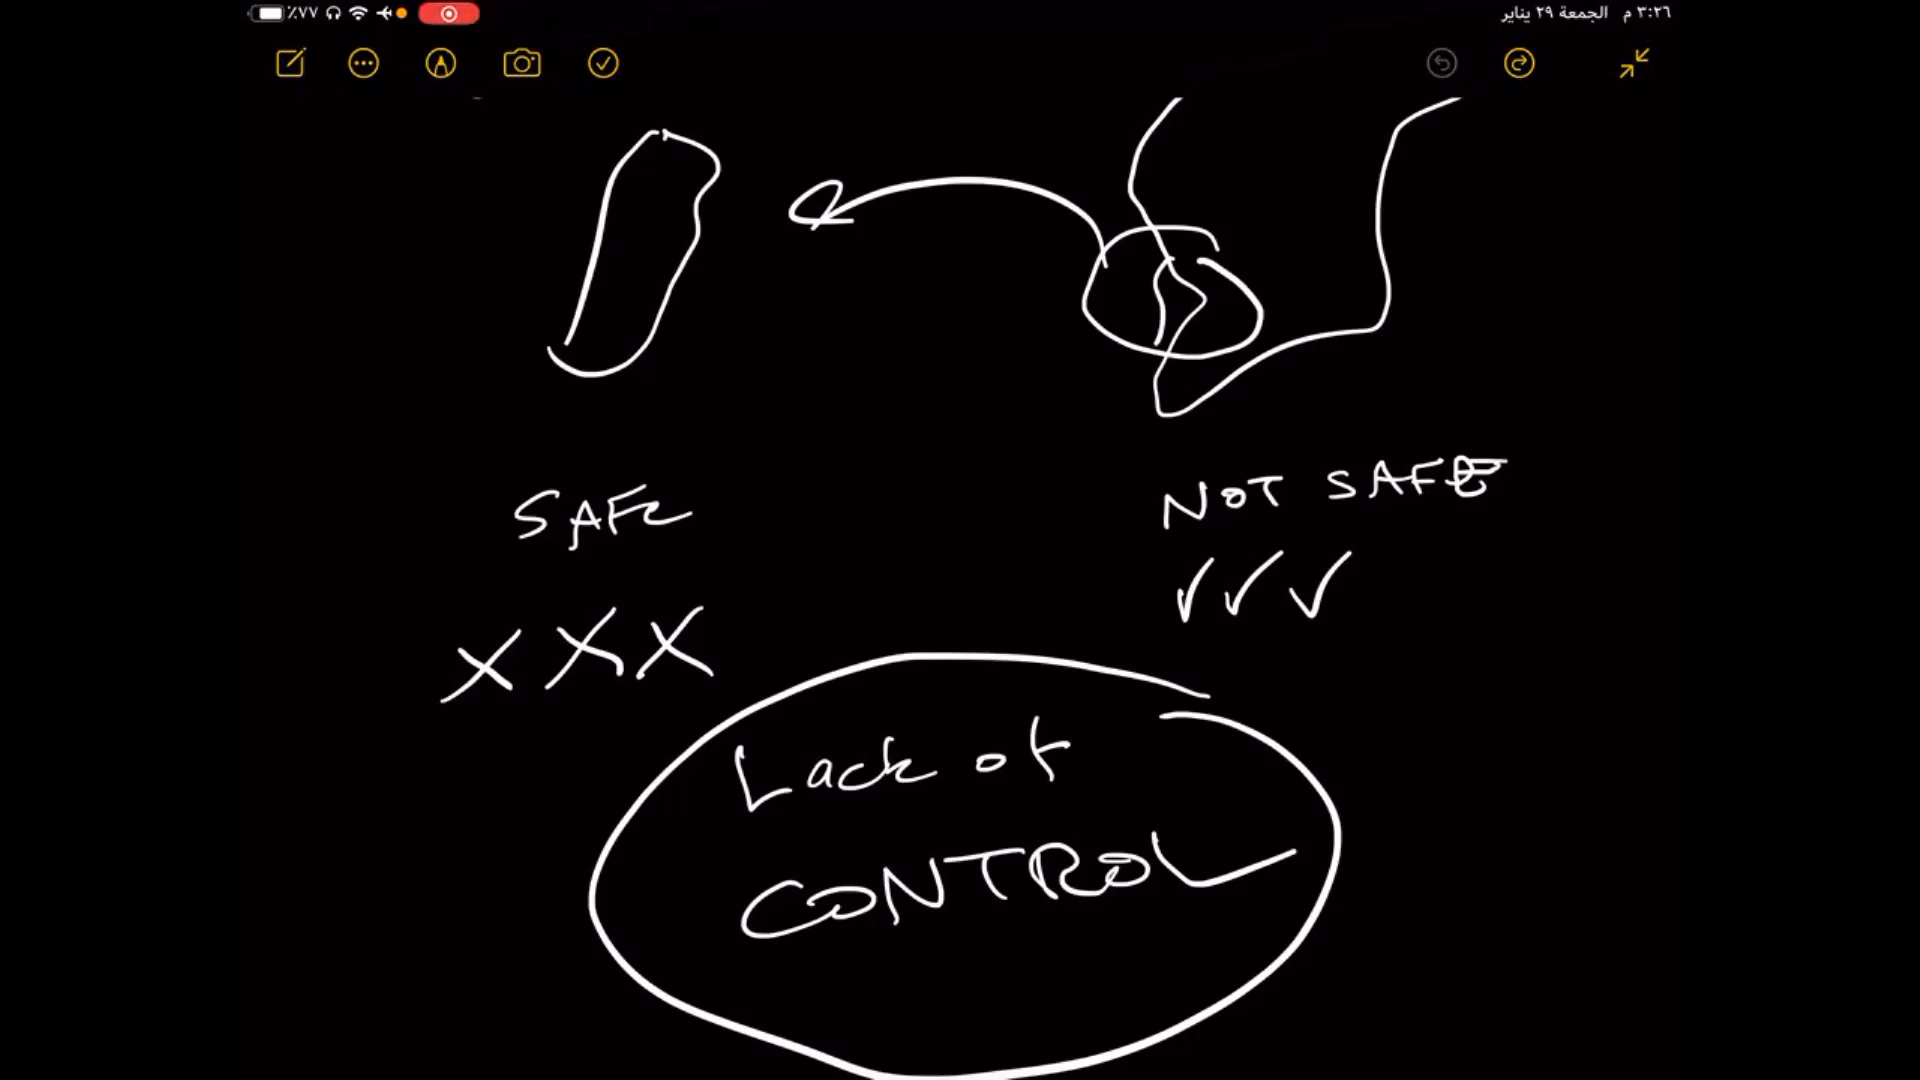 ٪٧٧
٣:٢٦ م الجمعة ٢٩ يناير
SAFE
NOT SAFE
Lack of
CONTROL